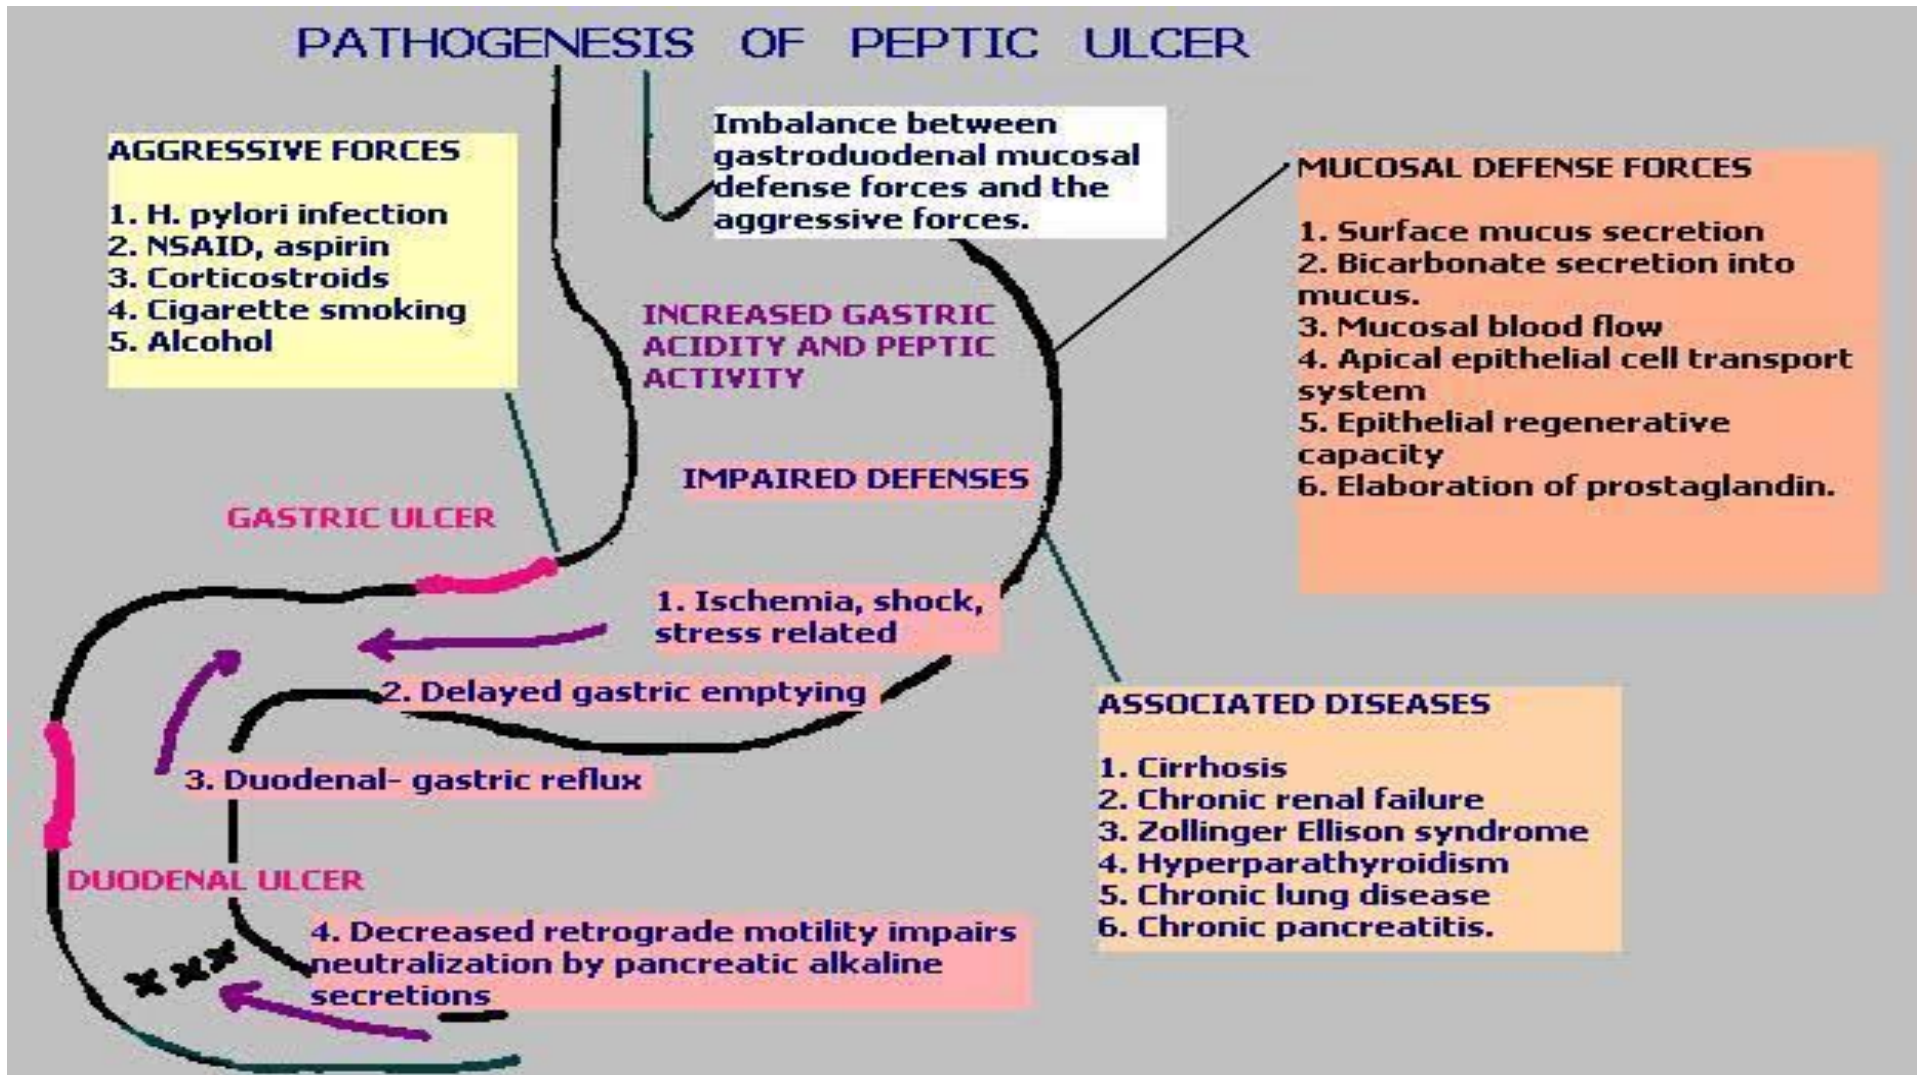 PATHOGENESIS OF PEPTIC ULCER
Imbalance between
gastroduodenal mucosal
defense forces and the
aggressive forces.
AGGRESSIVE FORCES
1. H. pylori infection
2. NSAID, aspirin
3. Corticostroids
4. Cigarette smoking
5. Alcohol
MUCOSAL DEFENSE FORCES
1. Surface mucus secretion
2. Bicarbonate secretion into
mucus.
3. Mucosal blood flow
4. Apical epithelial cell transport
system
5. Epithelial regenerative
capacity
6. Elaboration of prostaglandin.
INCREASED GASTRIC
ACIDITY AND PEPTIC
ACTIVITY
IMPAIRED DEFENSES
GASTRIC ULCER
1. Ischemia, shock,
stress related
2. Delayed gastric emptying
3. Duodenal- gastric reflux
DUODENAL ULCER
4. Decreased retrograde motility impairs
neutralization by pancreatic alkaline
secretions
ASSOCIATED DISEASES
1. Cirrhosis
2. Chronic renal failure
3. Zollinger Ellison syndrome
4. Hyperparathyroidism
5. Chronic lung disease
6. Chronic pancreatitis.